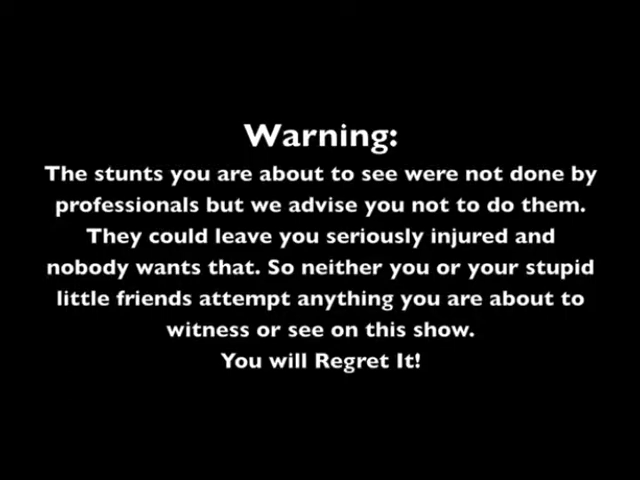 Warning:
The stunts you are about to see were not done by
professionals but we advise you not to do them.
They could leave you seriously injured and
nobody wants that. So neither you or your stupid
little friends attempt anything you are about to
witness or see on this show.
You will Regret It!